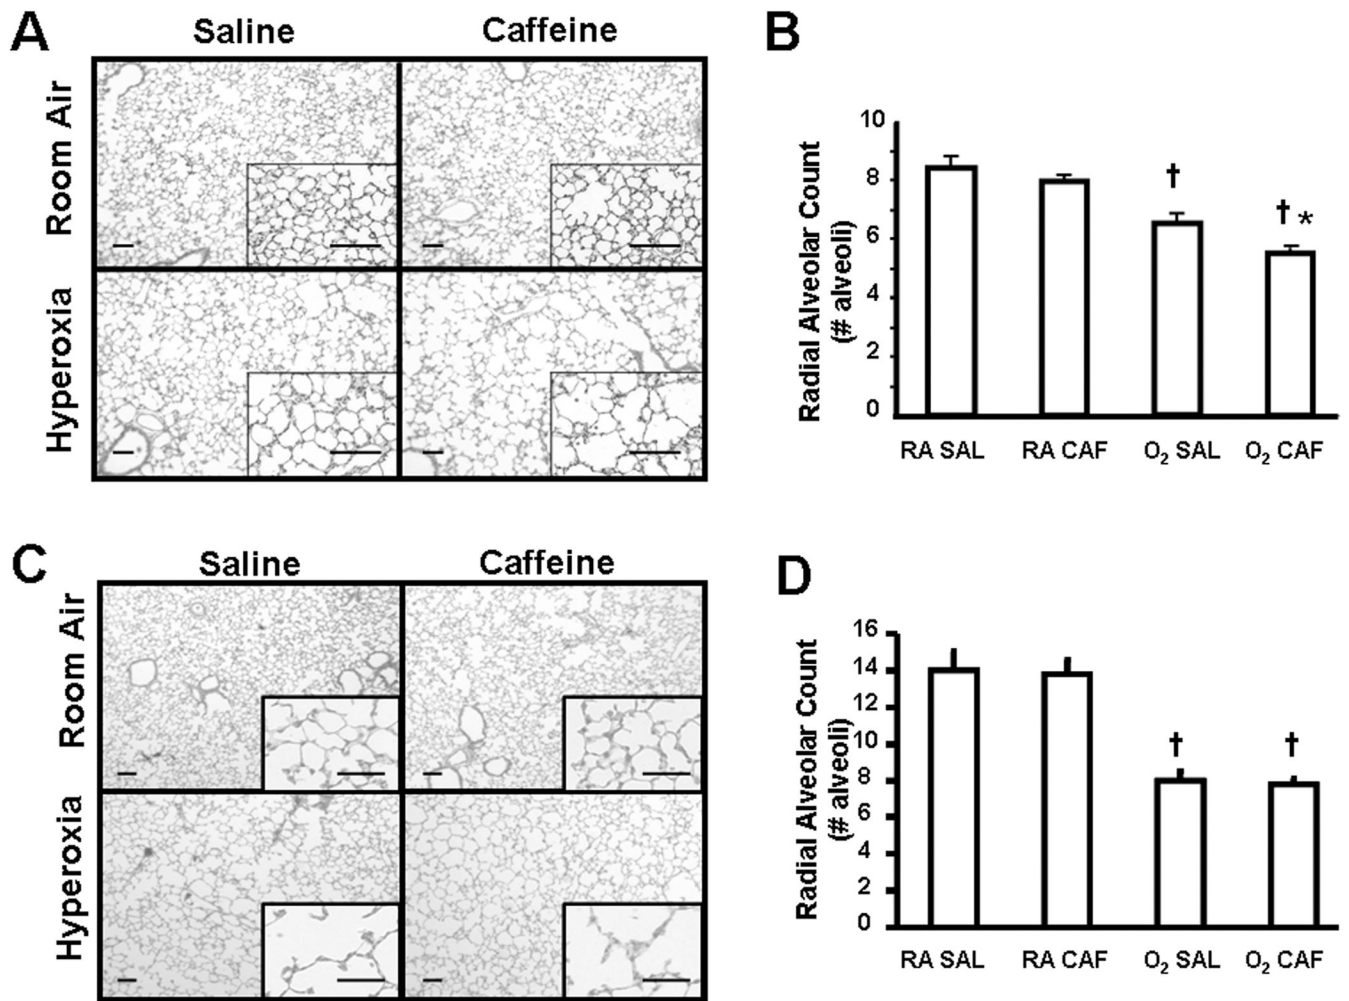 A
Saline
Caffeine
Room Air
Hyperoxia
B
Radial Alveolar Count
(# alveoli)
10
8
6
4
2
0
†
† *
RA SAL
RA CAF
O₂ SAL
O₂ CAF
C
Saline
Caffeine
Room Air
Hyperoxia
D
Radial Alveolar Count
(# alveoli)
16
14
12
10
8
6
4
2
0
†
†
RA SAL
RA CAF
O₂ SAL
O₂ CAF